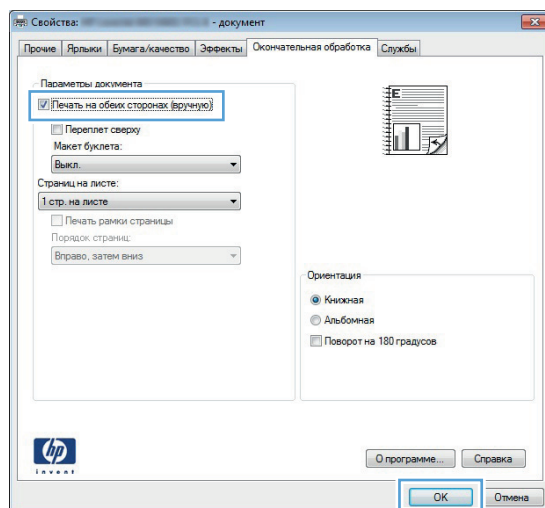 Свойства: - документ
Прочие Ярлыки Бумага/качество Эффекты Окончательная обработка Службы
Параметры документа
Печать на обеих сторонах (вручную)
Переплет сверху
Макет буклета:
Выкл.
Страниц на листе:
1 стр. на листе
Печать рамки страницы
Порядок страниц:
Вправо, затем вниз
Ориентация
Книжная
Альбомная
Поворот на 180 градусов
hp
invent
О программе... Справка
OK Отмена